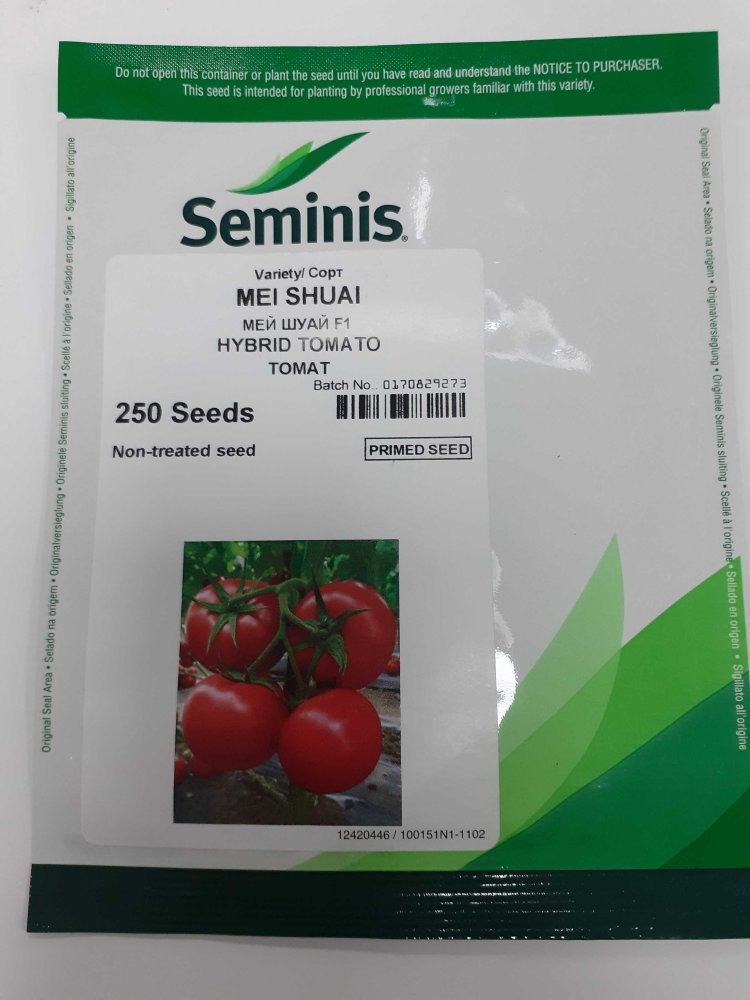 Do not open this container or plant the seed until you have read and understand the NOTICE TO PURCHASER.
This seed is intended for planting by professional growers familiar with this variety.
Seminis®
Variety/ Сорт
MEI SHUAI
МЕЙ ШУАЙ F1
HYBRID TOMATO
ТОМАТ
Batch No.: 0170829273
250 Seeds
Non-treated seed
PRIMED SEED
12420446 / 100151N1-1102
Original Seal Area • Selado na origem • Originalversieglung • Originele Seminis sluiting • Scellé à l'origine • Sellado en origen • Sigillato all'origine
Original Seal Area • Selado na origem • Originalversieglung • Originele Seminis sluiting • Scellé à l'origine • Sellado en origen • Sigillato all'origine